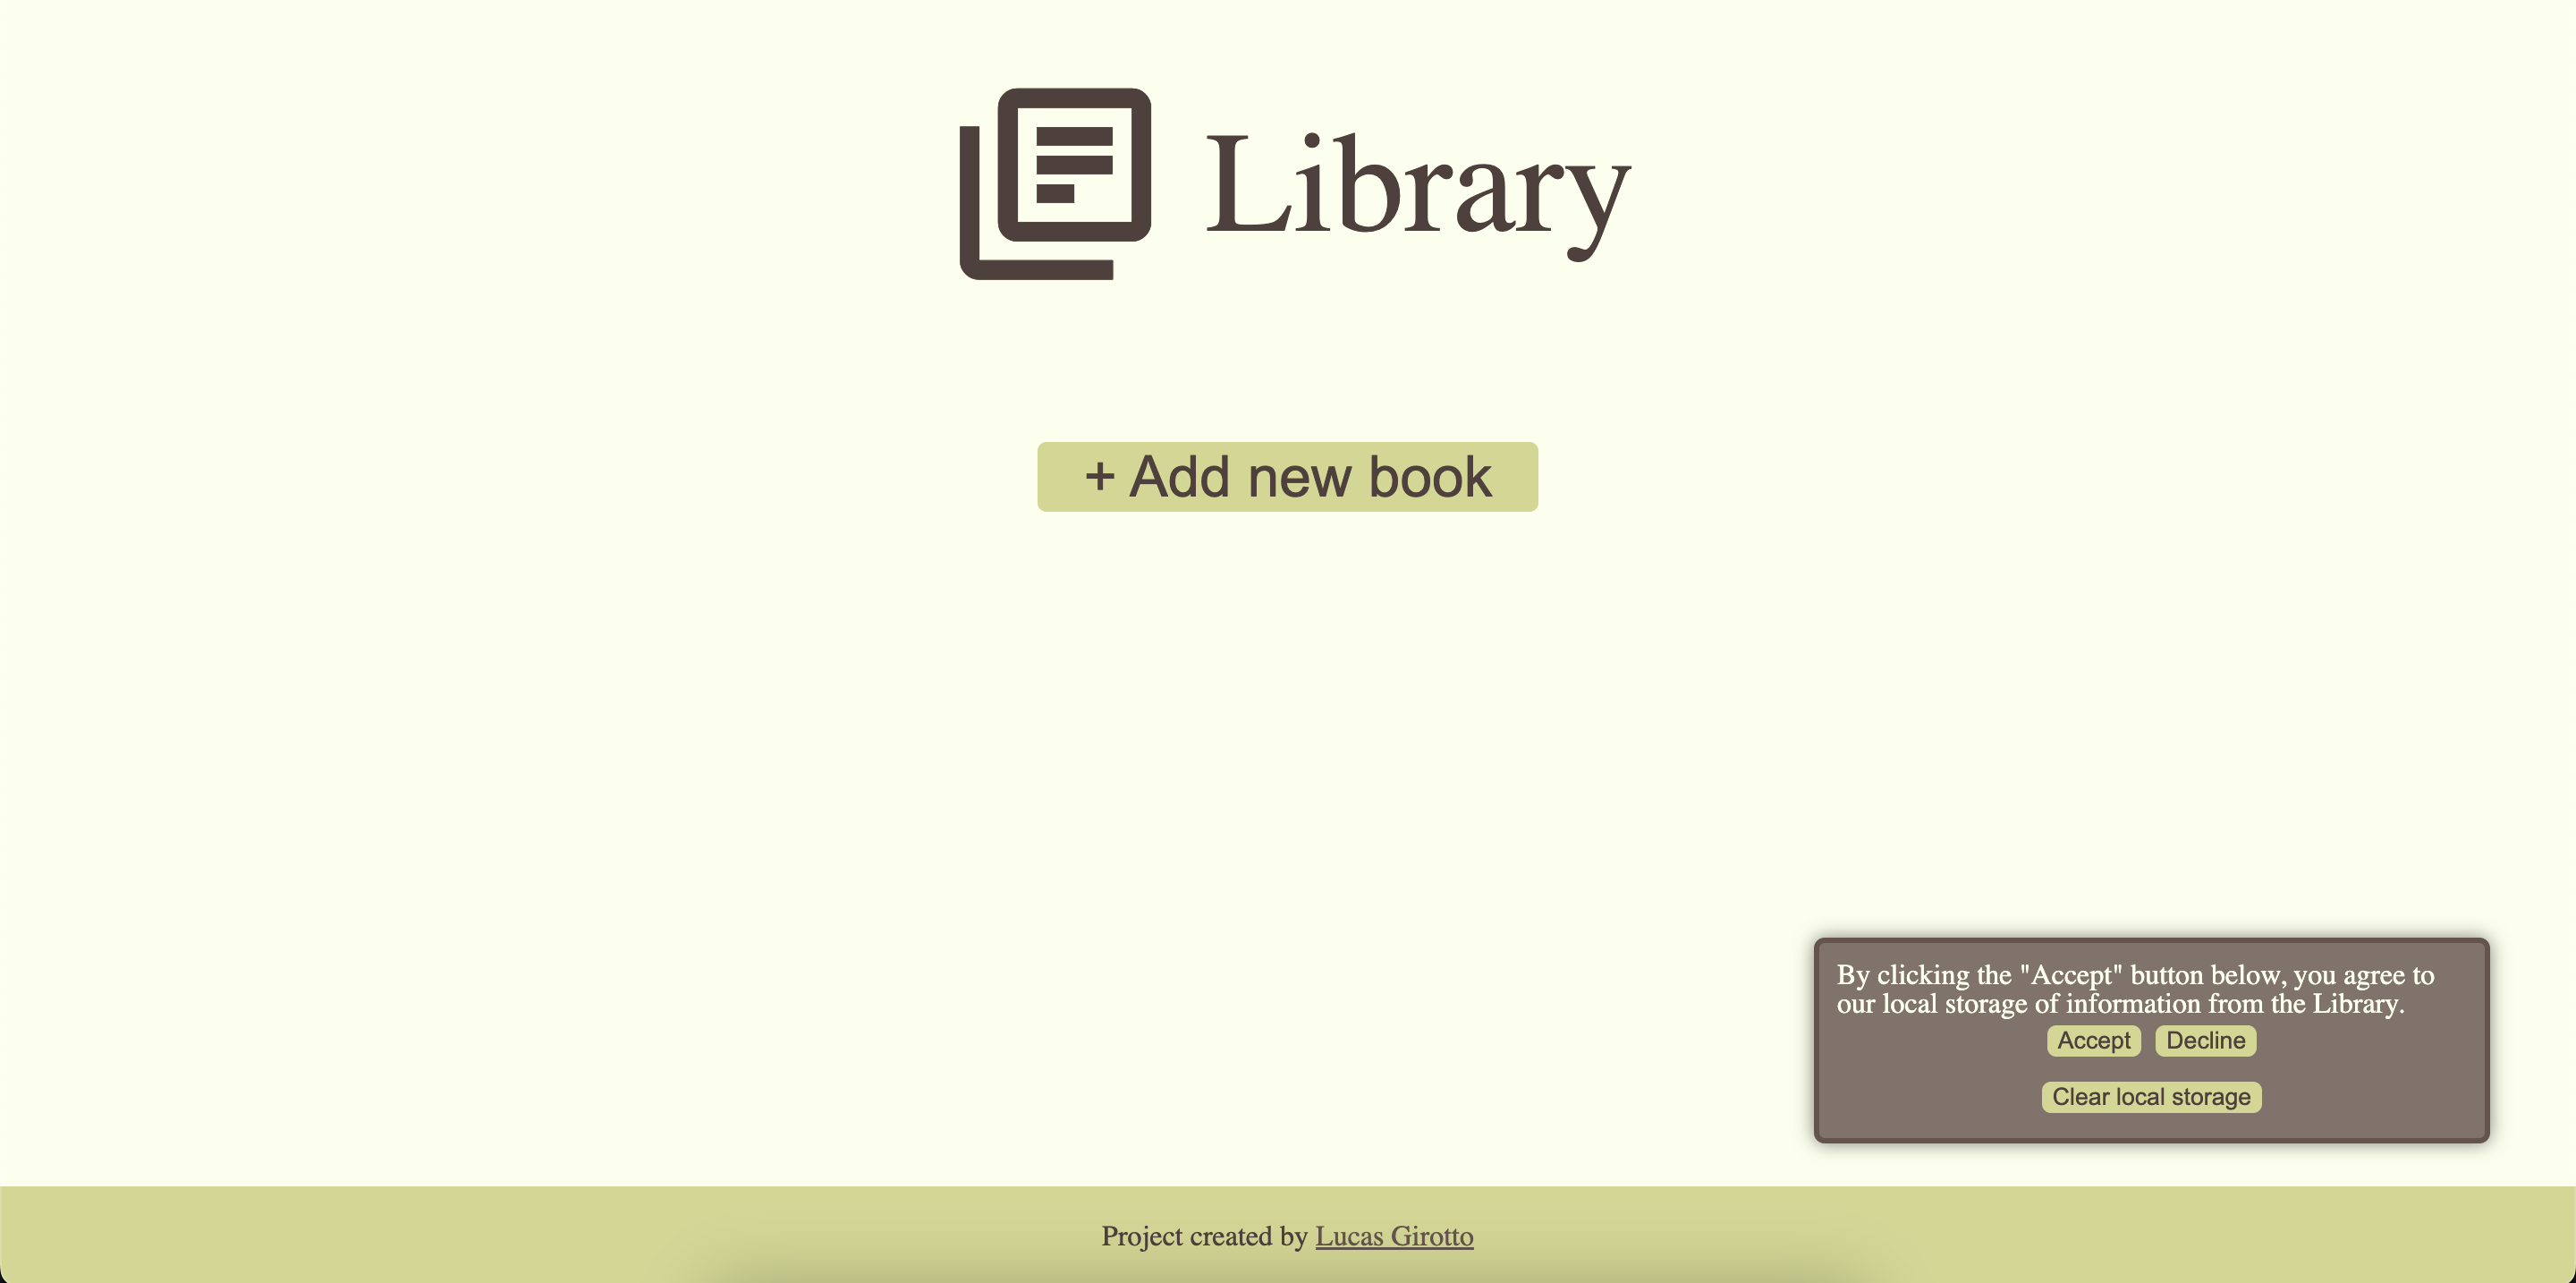 Library
+ Add new book
By clicking the "Accept" button below, you agree to
our local storage of information from the Library.
Accept Decline
Clear local storage
Project created by Lucas Girotto